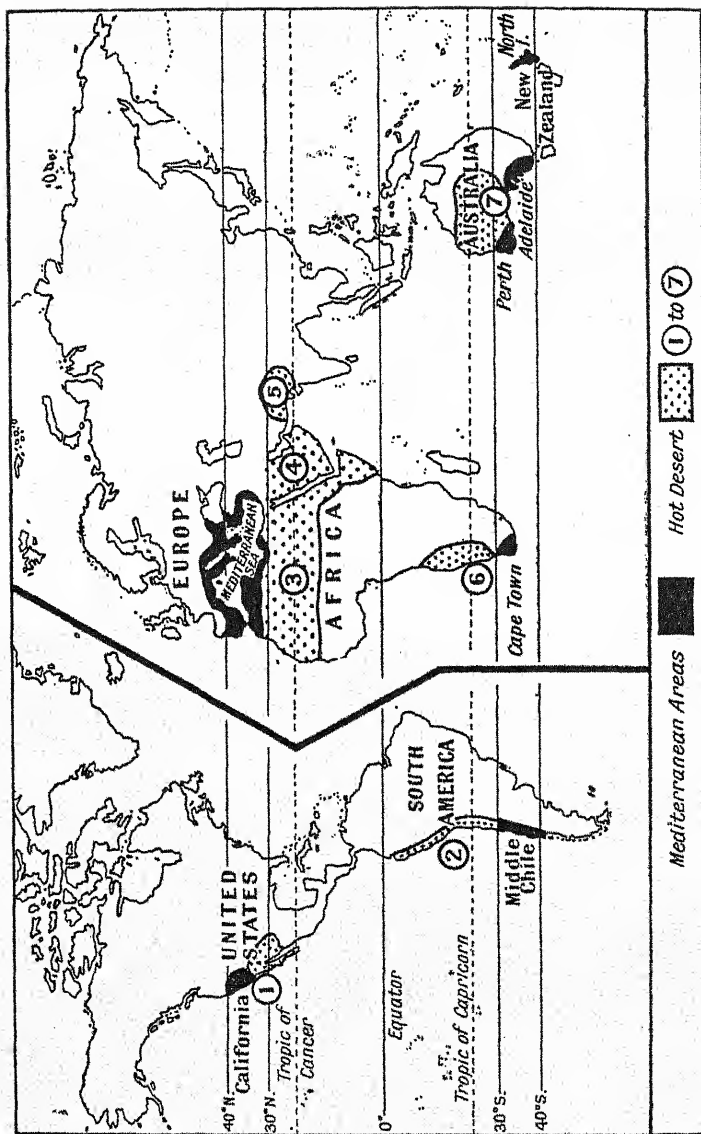 EUROPE
UNITED
STATES
California
①
40°N.
30°N.
Tropic of
Cancer
MEDITERRANEAN
SEA
③
④
⑤
AFRICA
Equator
0°
SOUTH
AMERICA
②
Tropic of Capricorn
⑥
AUSTRALIA
⑦
30°S.
40°S.
Middle
Chile
Cape Town
Perth
Adelaide
North
I.
New
Zealand
Mediterranean Areas
Hot Desert
① to ⑦